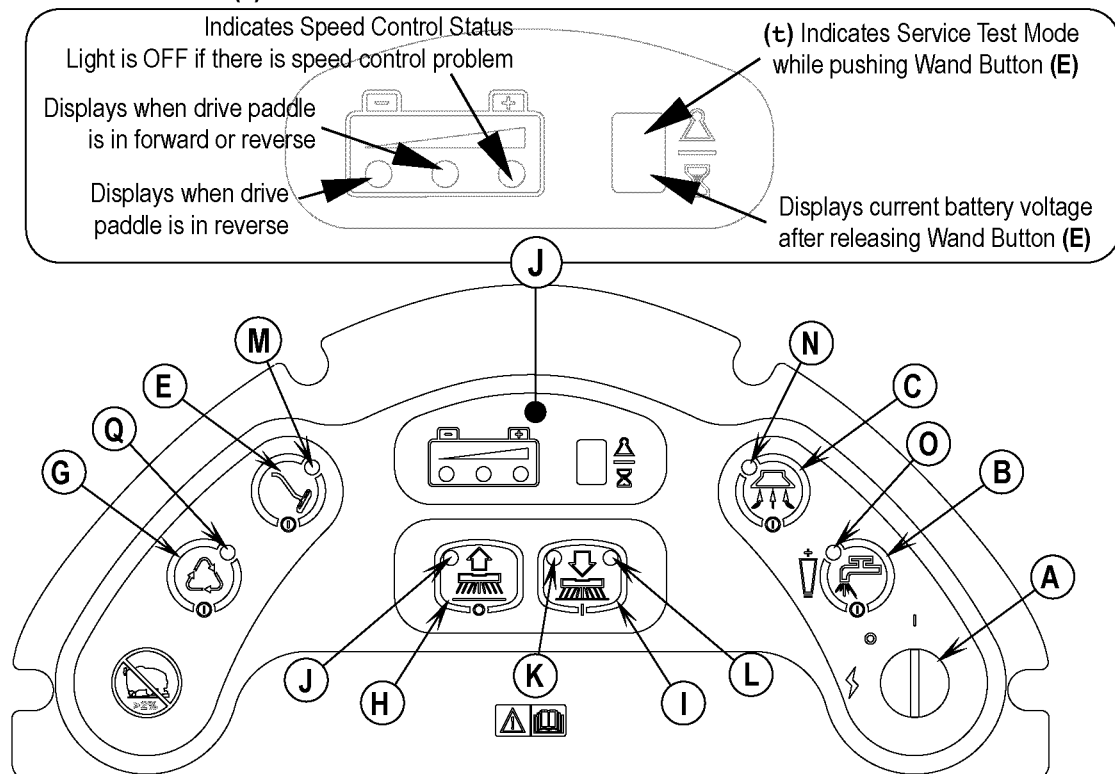 Indicates Speed Control Status
Light is OFF if there is speed control problem
Displays when drive paddle
is in forward or reverse
Displays when drive
paddle is in reverse
(t) Indicates Service Test Mode
while pushing Wand Button (E)
Displays current battery voltage
after releasing Wand Button (E)
J
M
E
Q
G
N
C
O
B
A
J
H
K
I
L
>2%